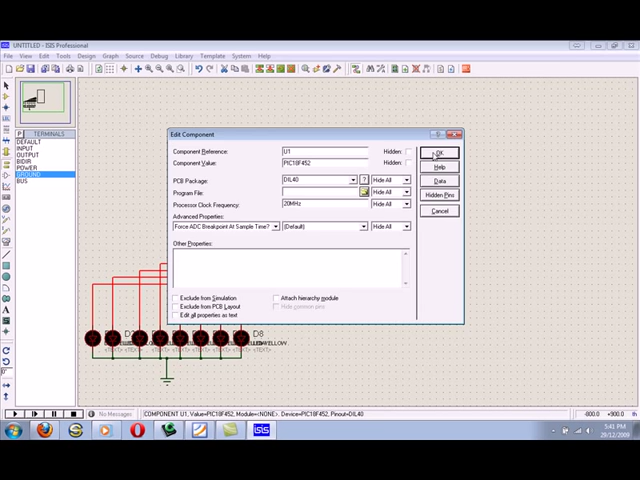 UNTITLED - ISIS Professional
File View Edit Tools Design Graph Source Debug Library Template System Help
P TERMINALS
DEFAULT
INPUT
OUTPUT
BIDIR
POWER
GROUND
BUS
Edit Component
Component Reference: U1 Hidden:
Component Value: PIC18F452 Hidden:
PCB Package: DIL40 ? Hide All
Program File: Hide All
Processor Clock Frequency: 20MHz Hide All
Advanced Properties:
Force ADC Breakpoint At Sample Time? (Default) Hide All
Other Properties:
Exclude from Simulation Attach hierarchy module
Exclude from PCB Layout Hide common pins
Edit all properties as text
OK
Help
Data
Hidden Pins
Cancel
D8
No Messages COMPONENT U1, Value=PIC18F452, Module=<NONE>, Device=PIC18F452, Pinout=DIL40 -800.0 +900.0 th
5:41 PM
29/12/2009